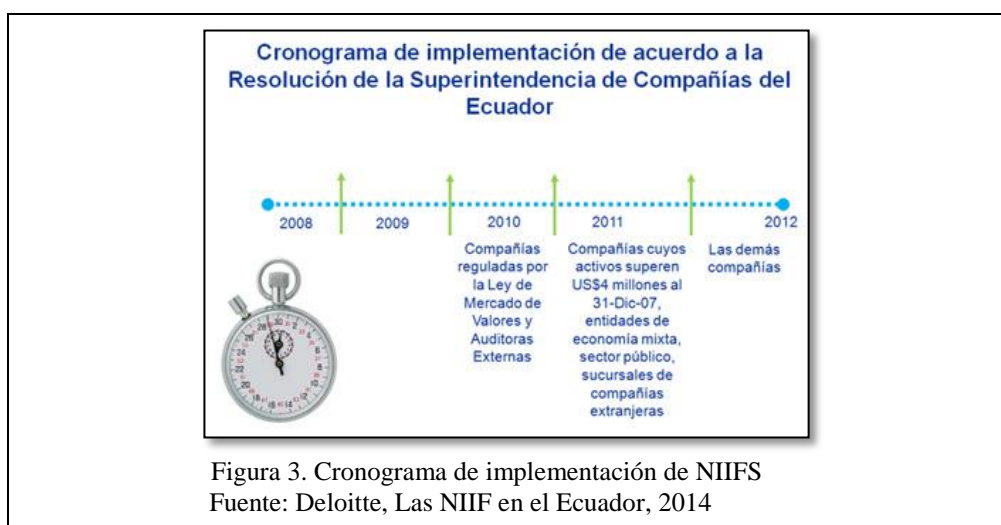 Cronograma de implementación de acuerdo a la
Resolución de la Superintendencia de Compañías del
Ecuador
2008
2009
2010
2011
2012
Compañías
reguladas por
la Ley de
Mercado de
Valores y
Auditoras
Externas
Compañías cuyos
activos superen
US$4 millones al
31-Dic-07,
entidades de
economía mixta,
sector público,
sucursales de
compañías
extranjeras
Las demás
compañías
Figura 3. Cronograma de implementación de NIIFS
Fuente: Deloitte, Las NIIF en el Ecuador, 2014